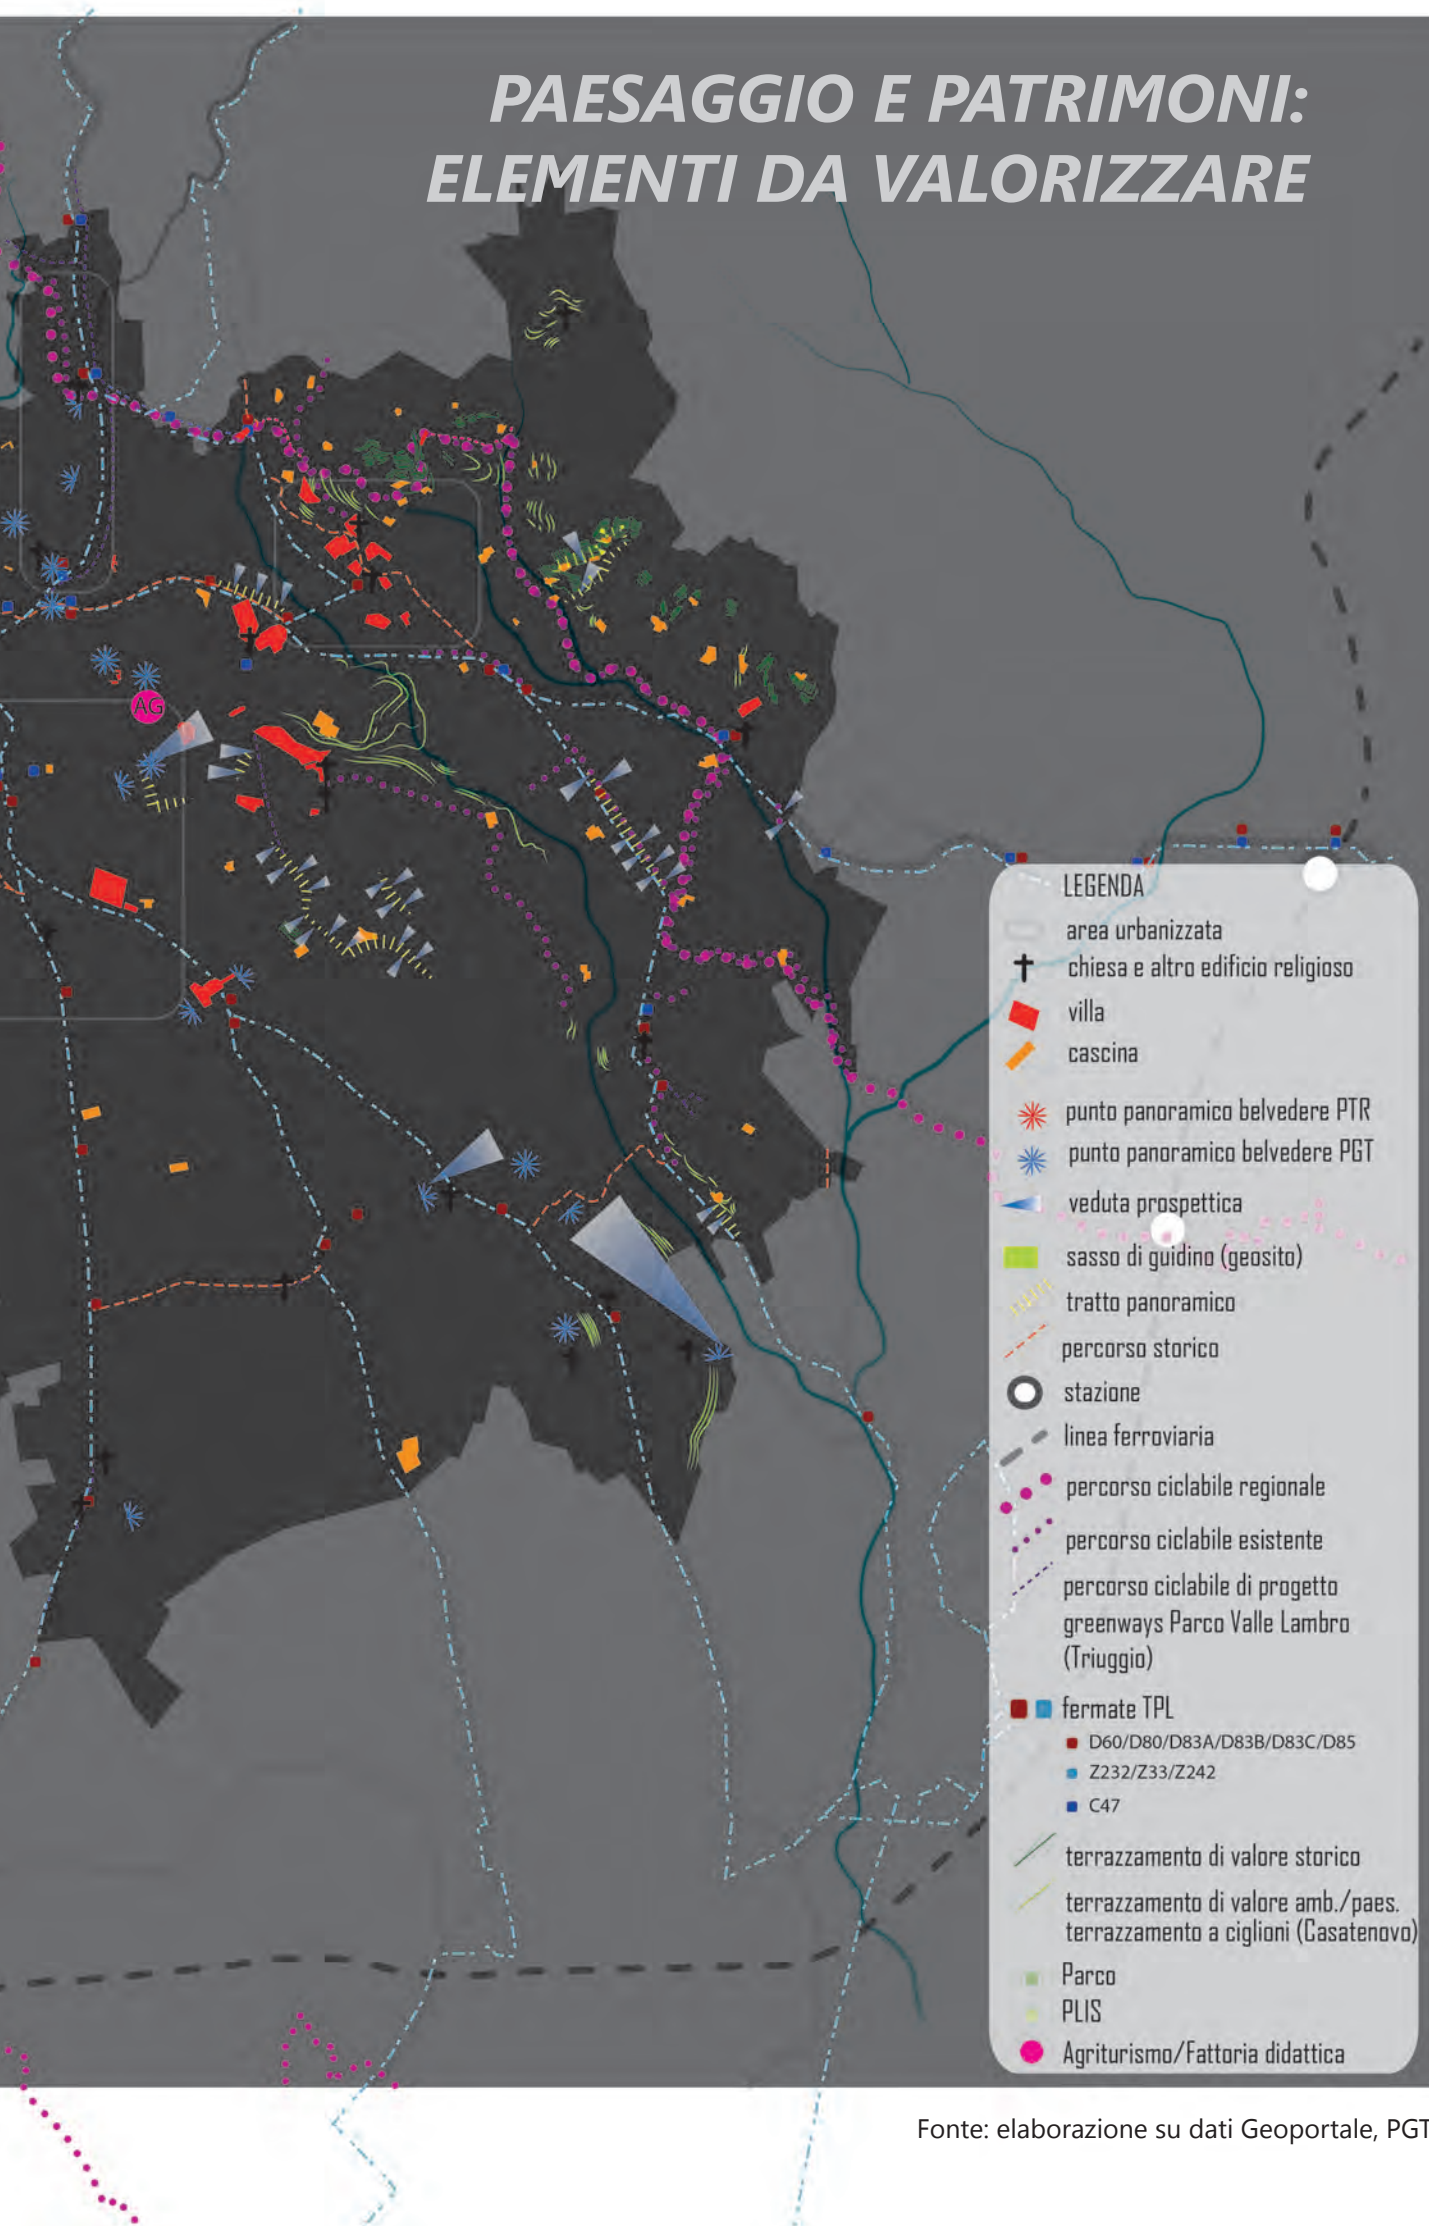 PAESAGGIO E PATRIMONI:
ELEMENTI DA VALORIZZARE
AG
LEGENDA
area urbanizzata
chiesa e altro edificio religioso
villa
cascina
punto panoramico belvedere PTR
punto panoramico belvedere PGT
veduta prospettica
sasso di guidino (geosito)
tratto panoramico
percorso storico
stazione
linea ferroviaria
percorso ciclabile regionale
percorso ciclabile esistente
percorso ciclabile di progetto
greenways Parco Valle Lambro
(Triuggio)
fermate TPL
D60/D80/D83A/D83B/D83C/D85
Z232/Z33/Z242
C47
terrazzamento di valore storico
terrazzamento di valore amb./paes.
terrazzamento a ciglioni (Casatenovo)
Parco
PLIS
Agriturismo/Fattoria didattica
Fonte: elaborazione su dati Geoportale, PGT